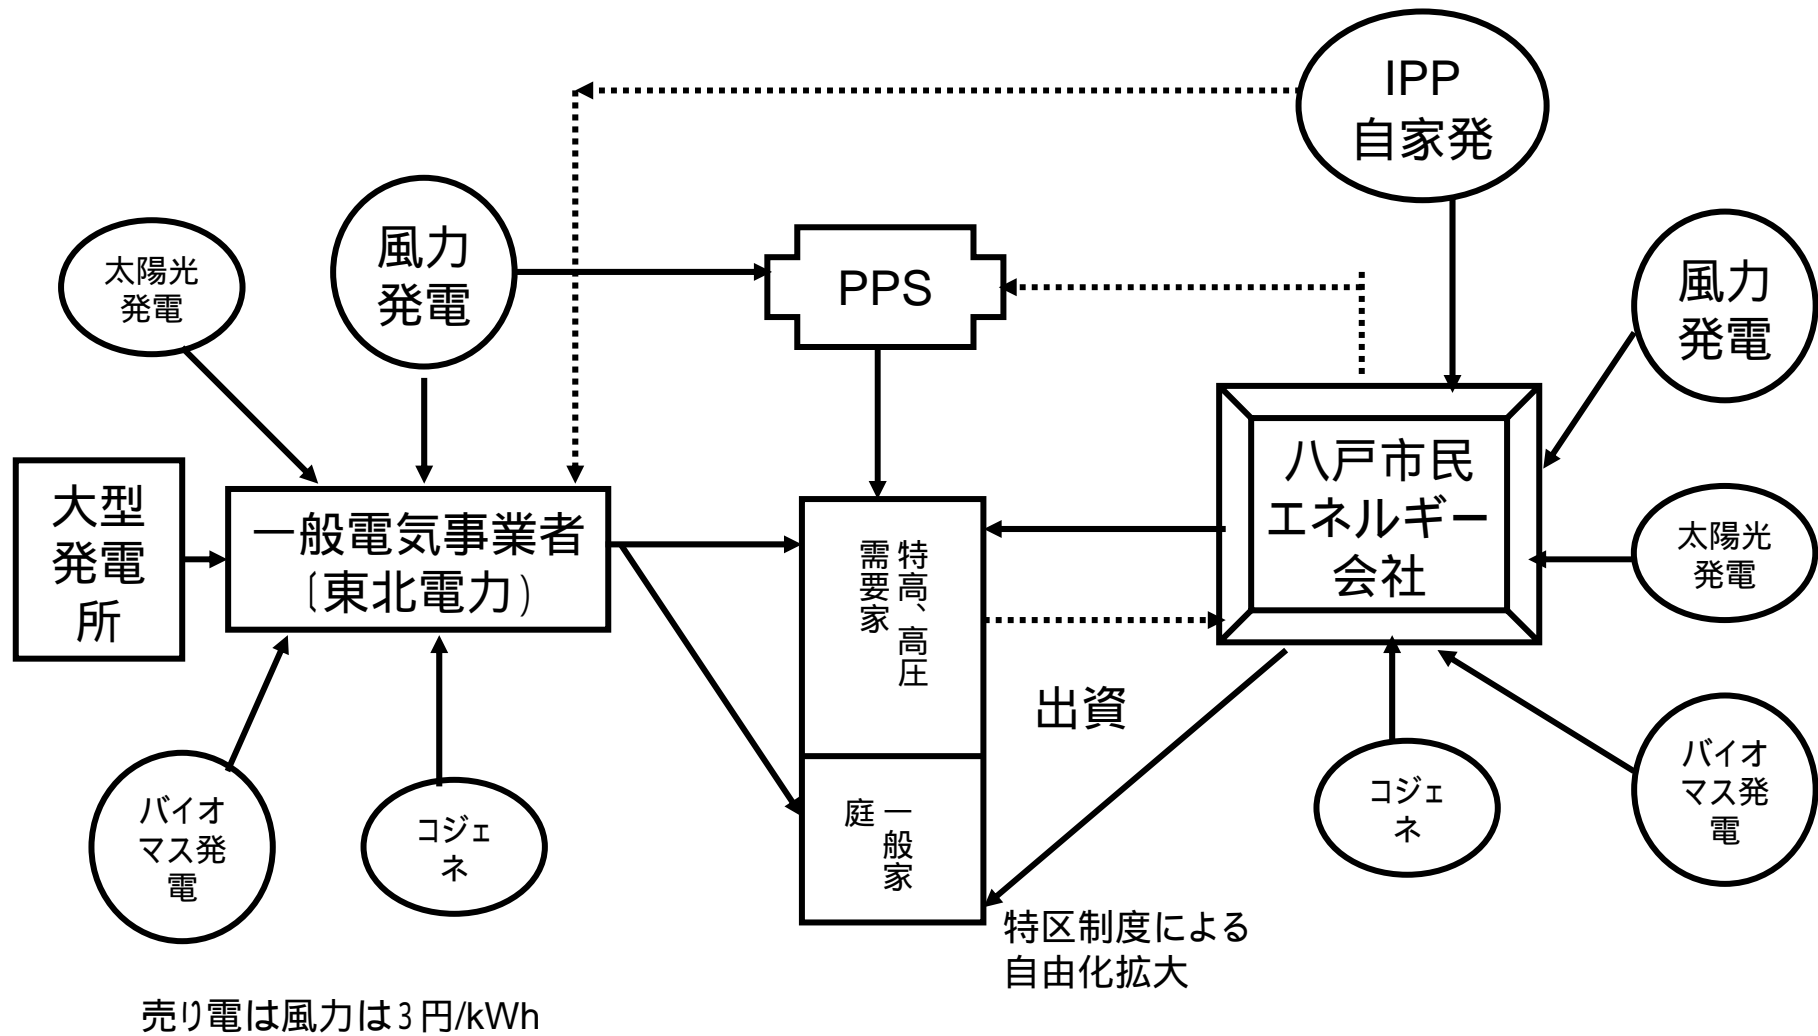 IPP
自家発
風力
発電
太陽光
発電
PPS
風力
発電
大型
発電
所
一般電気事業者
（東北電力）
特高、高圧
需要家
八戸市民
エネルギー
会社
太陽光
発電
出資
バイオ
マス発
電
コジェ
ネ
一般家
庭
コジェ
ネ
バイオ
マス発
電
特区制度による
自由化拡大
売り電は風力は3円/kWh